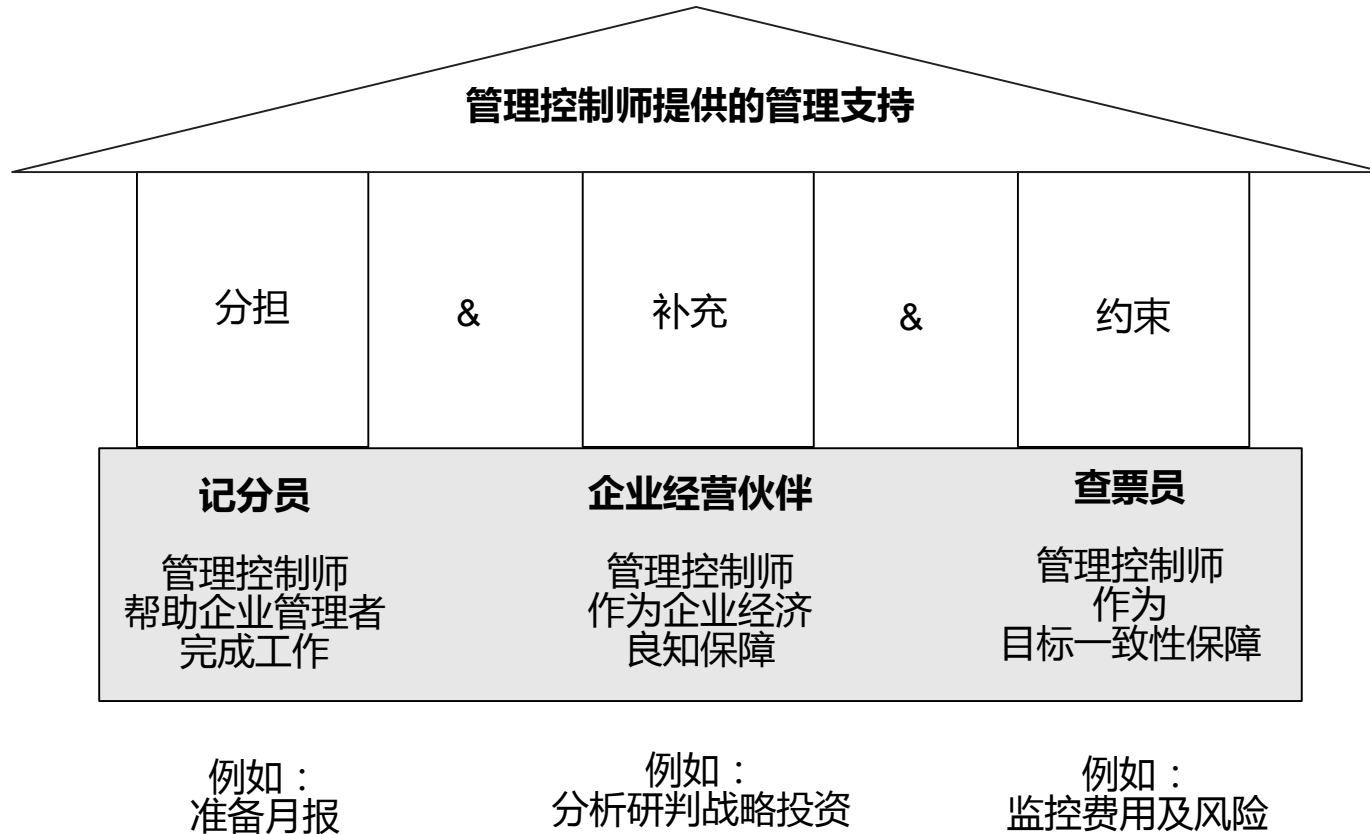 管理控制师提供的管理支持
分担
&
补充
&
约束
记分员
管理控制师
帮助企业管理者
完成工作
企业经营伙伴
管理控制师
作为企业经济
良知保障
查票员
管理控制师
作为
目标一致性保障
例如：
准备月报
例如：
分析研判战略投资
例如：
监控费用及风险